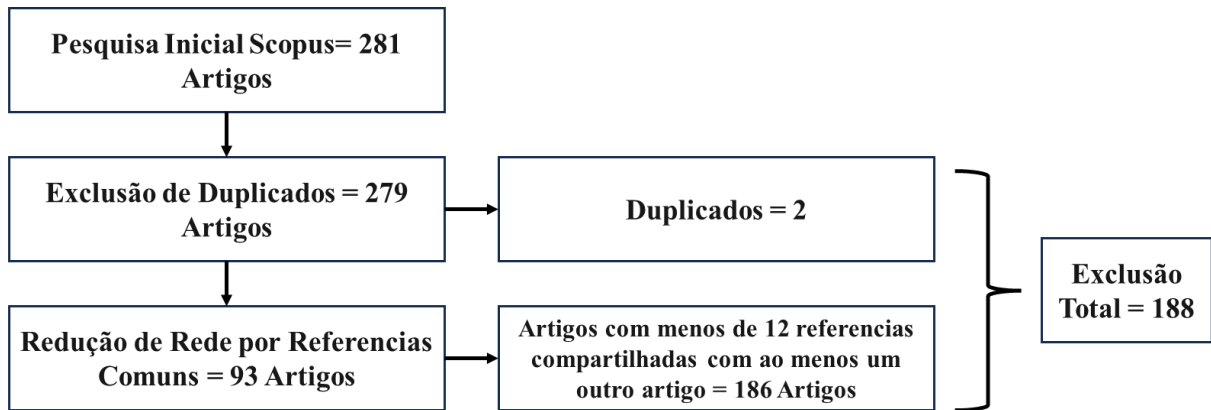 Pesquisa Inicial Scopus= 281
Artigos
Exclusão de Duplicados = 279
Artigos
Duplicados = 2
Redução de Rede por Referencias
Comuns = 93 Artigos
Artigos com menos de 12 referencias
compartilhadas com ao menos um
outro artigo = 186 Artigos
Exclusão
Total = 188